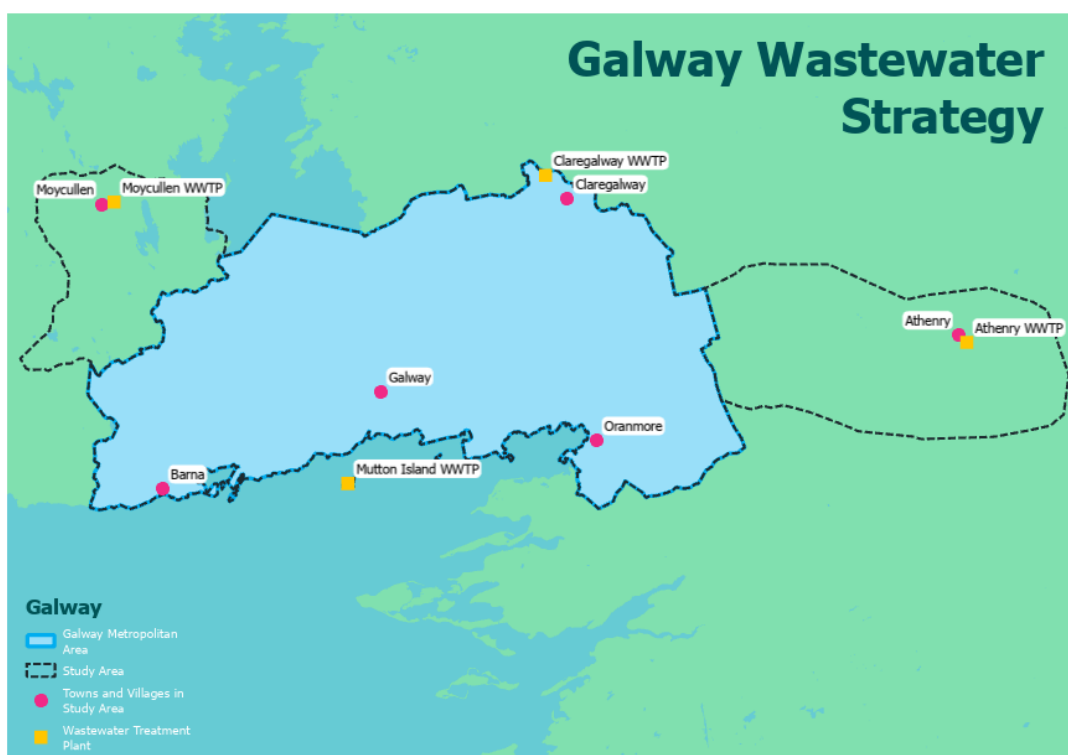 Galway Wastewater
Strategy
Claregalway WWTP
Moycullen
Moycullen WWTP
Claregalway
Athenry
Athenry WWTP
Galway
Oranmore
Barna
Mutton Island WWTP
Galway
Galway Metropolitan
Area
Study Area
Towns and Villages in
Study Area
Wastewater Treatment
Plant